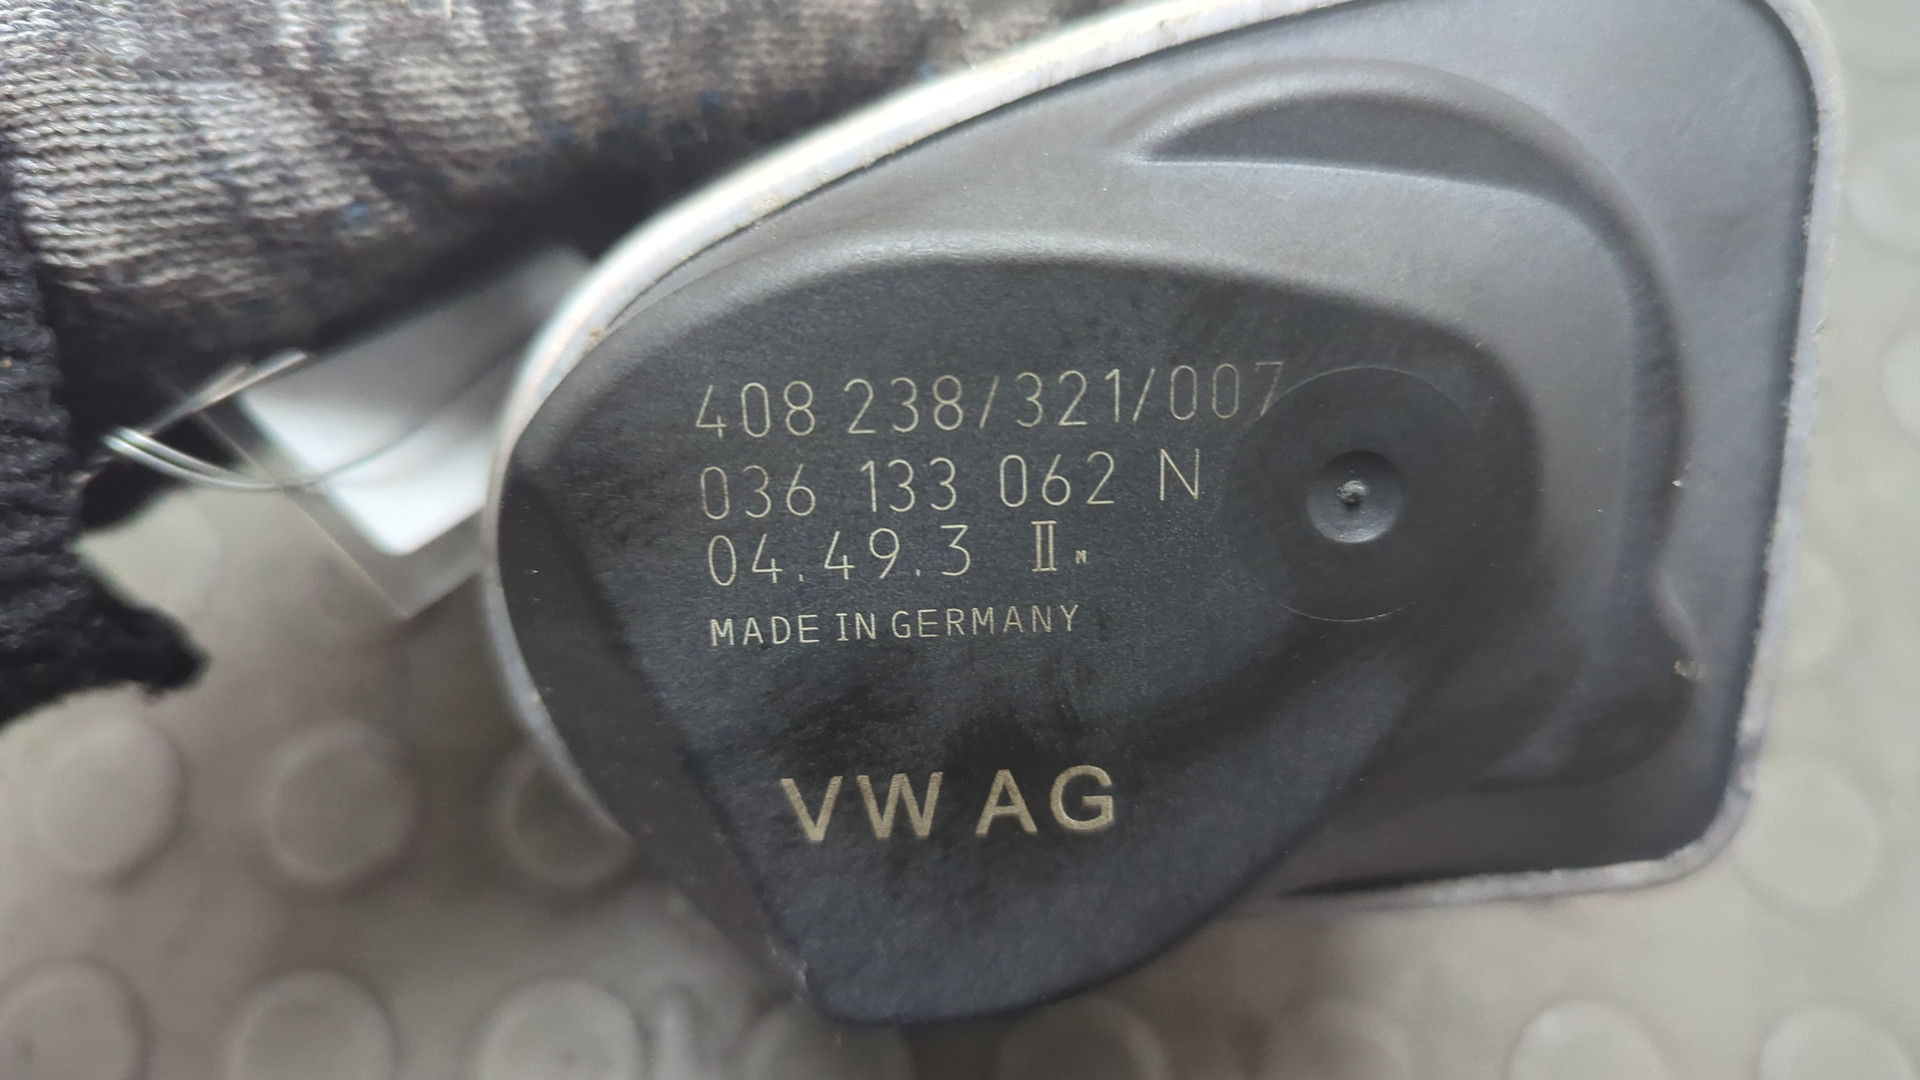 408 238/321/007
036 133 062 N
04.49.3 II M
MADE IN GERMANY
VW AG